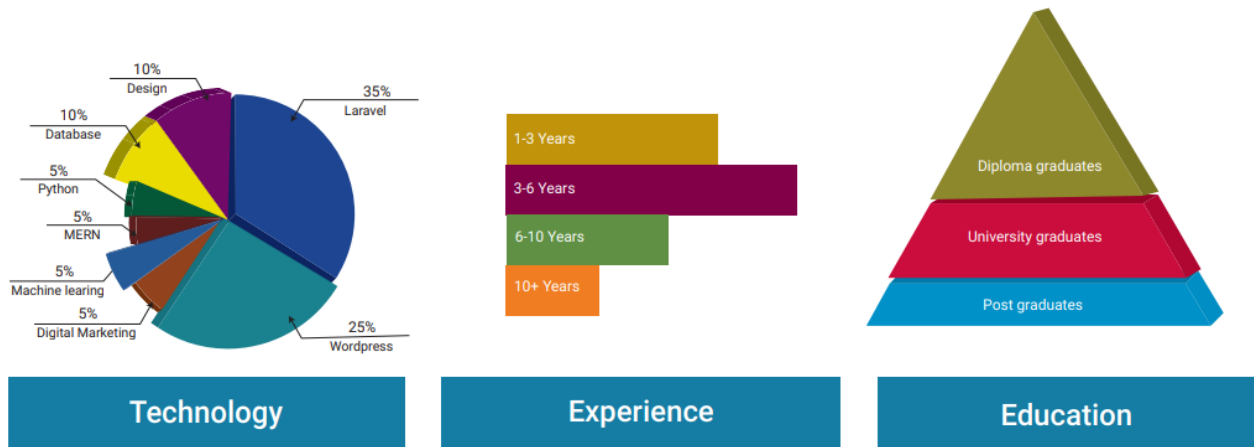 10%
Design
35%
Laravel
10%
Database
5%
Python
5%
MERN
5%
Machine learing
5%
Digital Marketing
25%
Wordpress
Technology
1-3 Years
3-6 Years
6-10 Years
10+ Years
Experience
Diploma graduates
University graduates
Post graduates
Education